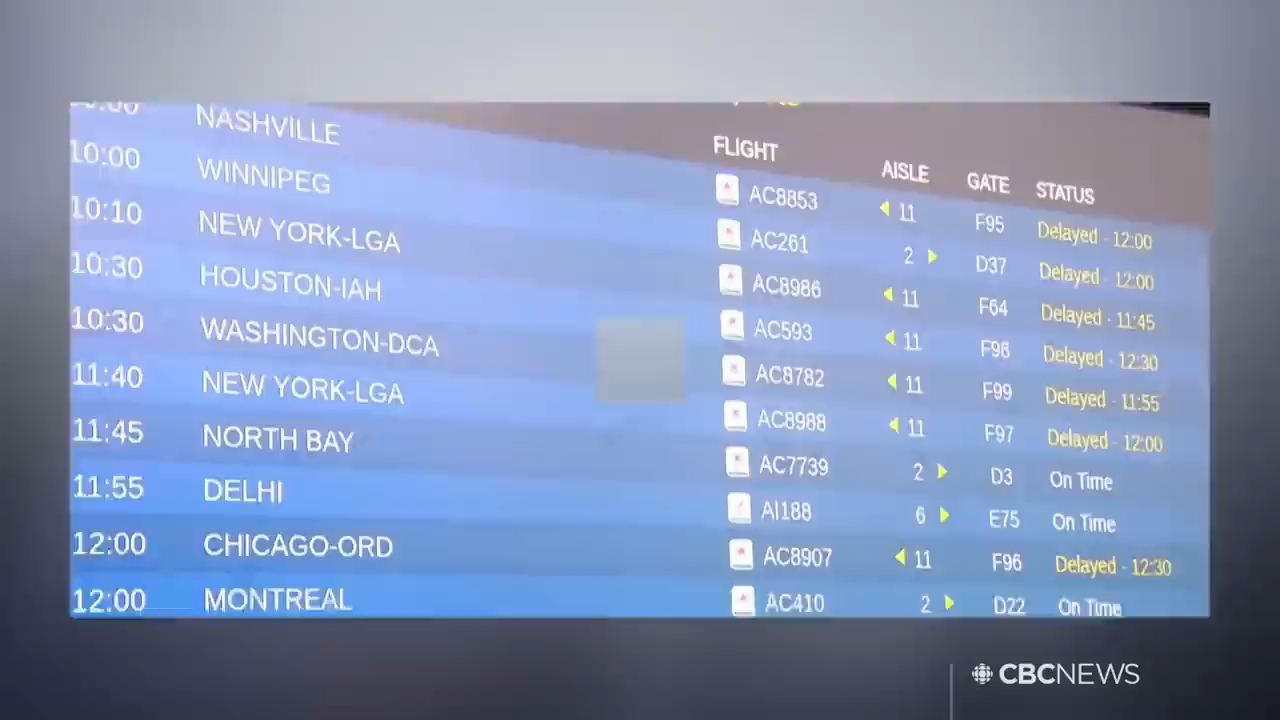 FLIGHT AISLE GATE STATUS
NASHVILLE AC8853 11 F95 Delayed - 12:00
10:00 WINNIPEG AC261 2 D37 Delayed - 12:00
10:10 NEW YORK-LGA AC8986 11 F64 Delayed - 11:45
10:30 HOUSTON-IAH AC593 11 F98 Delayed - 12:30
10:30 WASHINGTON-DCA AC8782 11 F99 Delayed - 11:55
11:40 NEW YORK-LGA AC8988 11 F97 Delayed - 12:00
11:45 NORTH BAY AC7739 2 D3 On Time
11:55 DELHI AI188 6 E75 On Time
12:00 CHICAGO-ORD AC8907 11 F96 Delayed - 12:30
12:00 MONTREAL AC410 2 D22 On Time
CBCNEWS